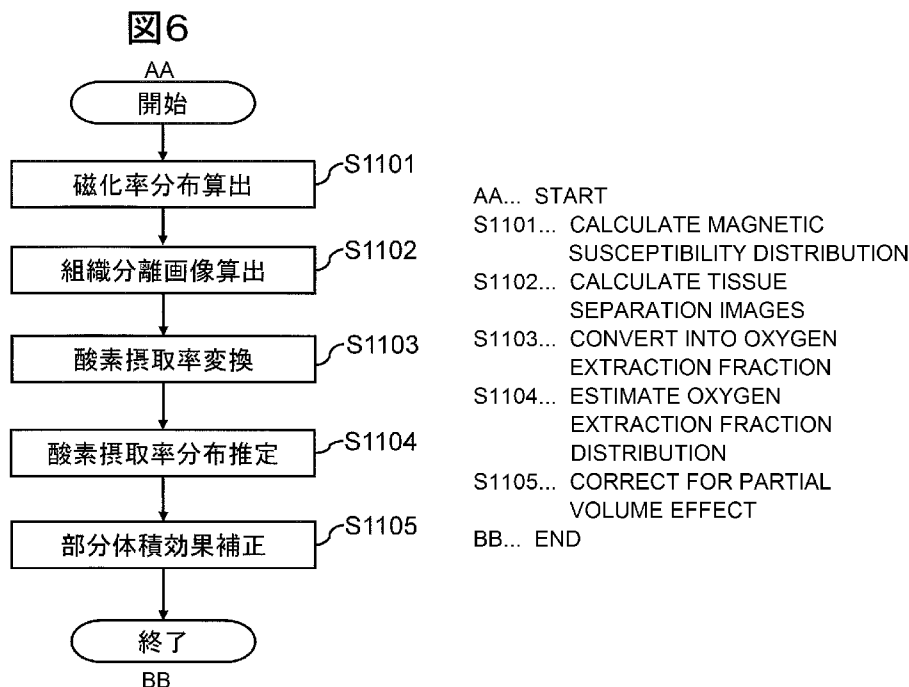 図6
AA
開始
磁化率分布算出
S1101
組織分離画像算出
S1102
酸素摂取率変換
S1103
酸素摂取率分布推定
S1104
部分体積効果補正
S1105
終了
BB
AA... START
S1101... CALCULATE MAGNETIC
SUSCEPTIBILITY DISTRIBUTION
S1102... CALCULATE TISSUE
SEPARATION IMAGES
S1103... CONVERT INTO OXYGEN
EXTRACTION FRACTION
S1104... ESTIMATE OXYGEN
EXTRACTION FRACTION
DISTRIBUTION
S1105... CORRECT FOR PARTIAL
VOLUME EFFECT
BB... END